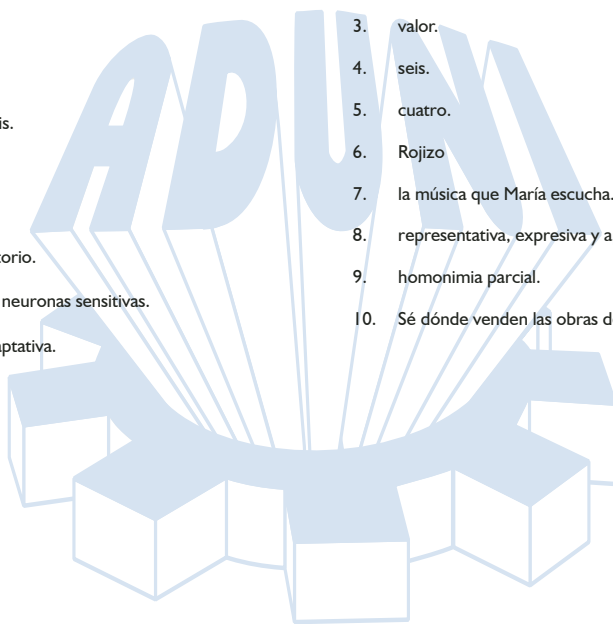 is.
torio.
neuronas sensitivas.
aptativa.
3. valor.
4. seis.
5. cuatro.
6. Rojizo
7. la música que María escucha.
8. representativa, expresiva y a
9. homonimia parcial.
10. Sé dónde venden las obras d
ADUNI